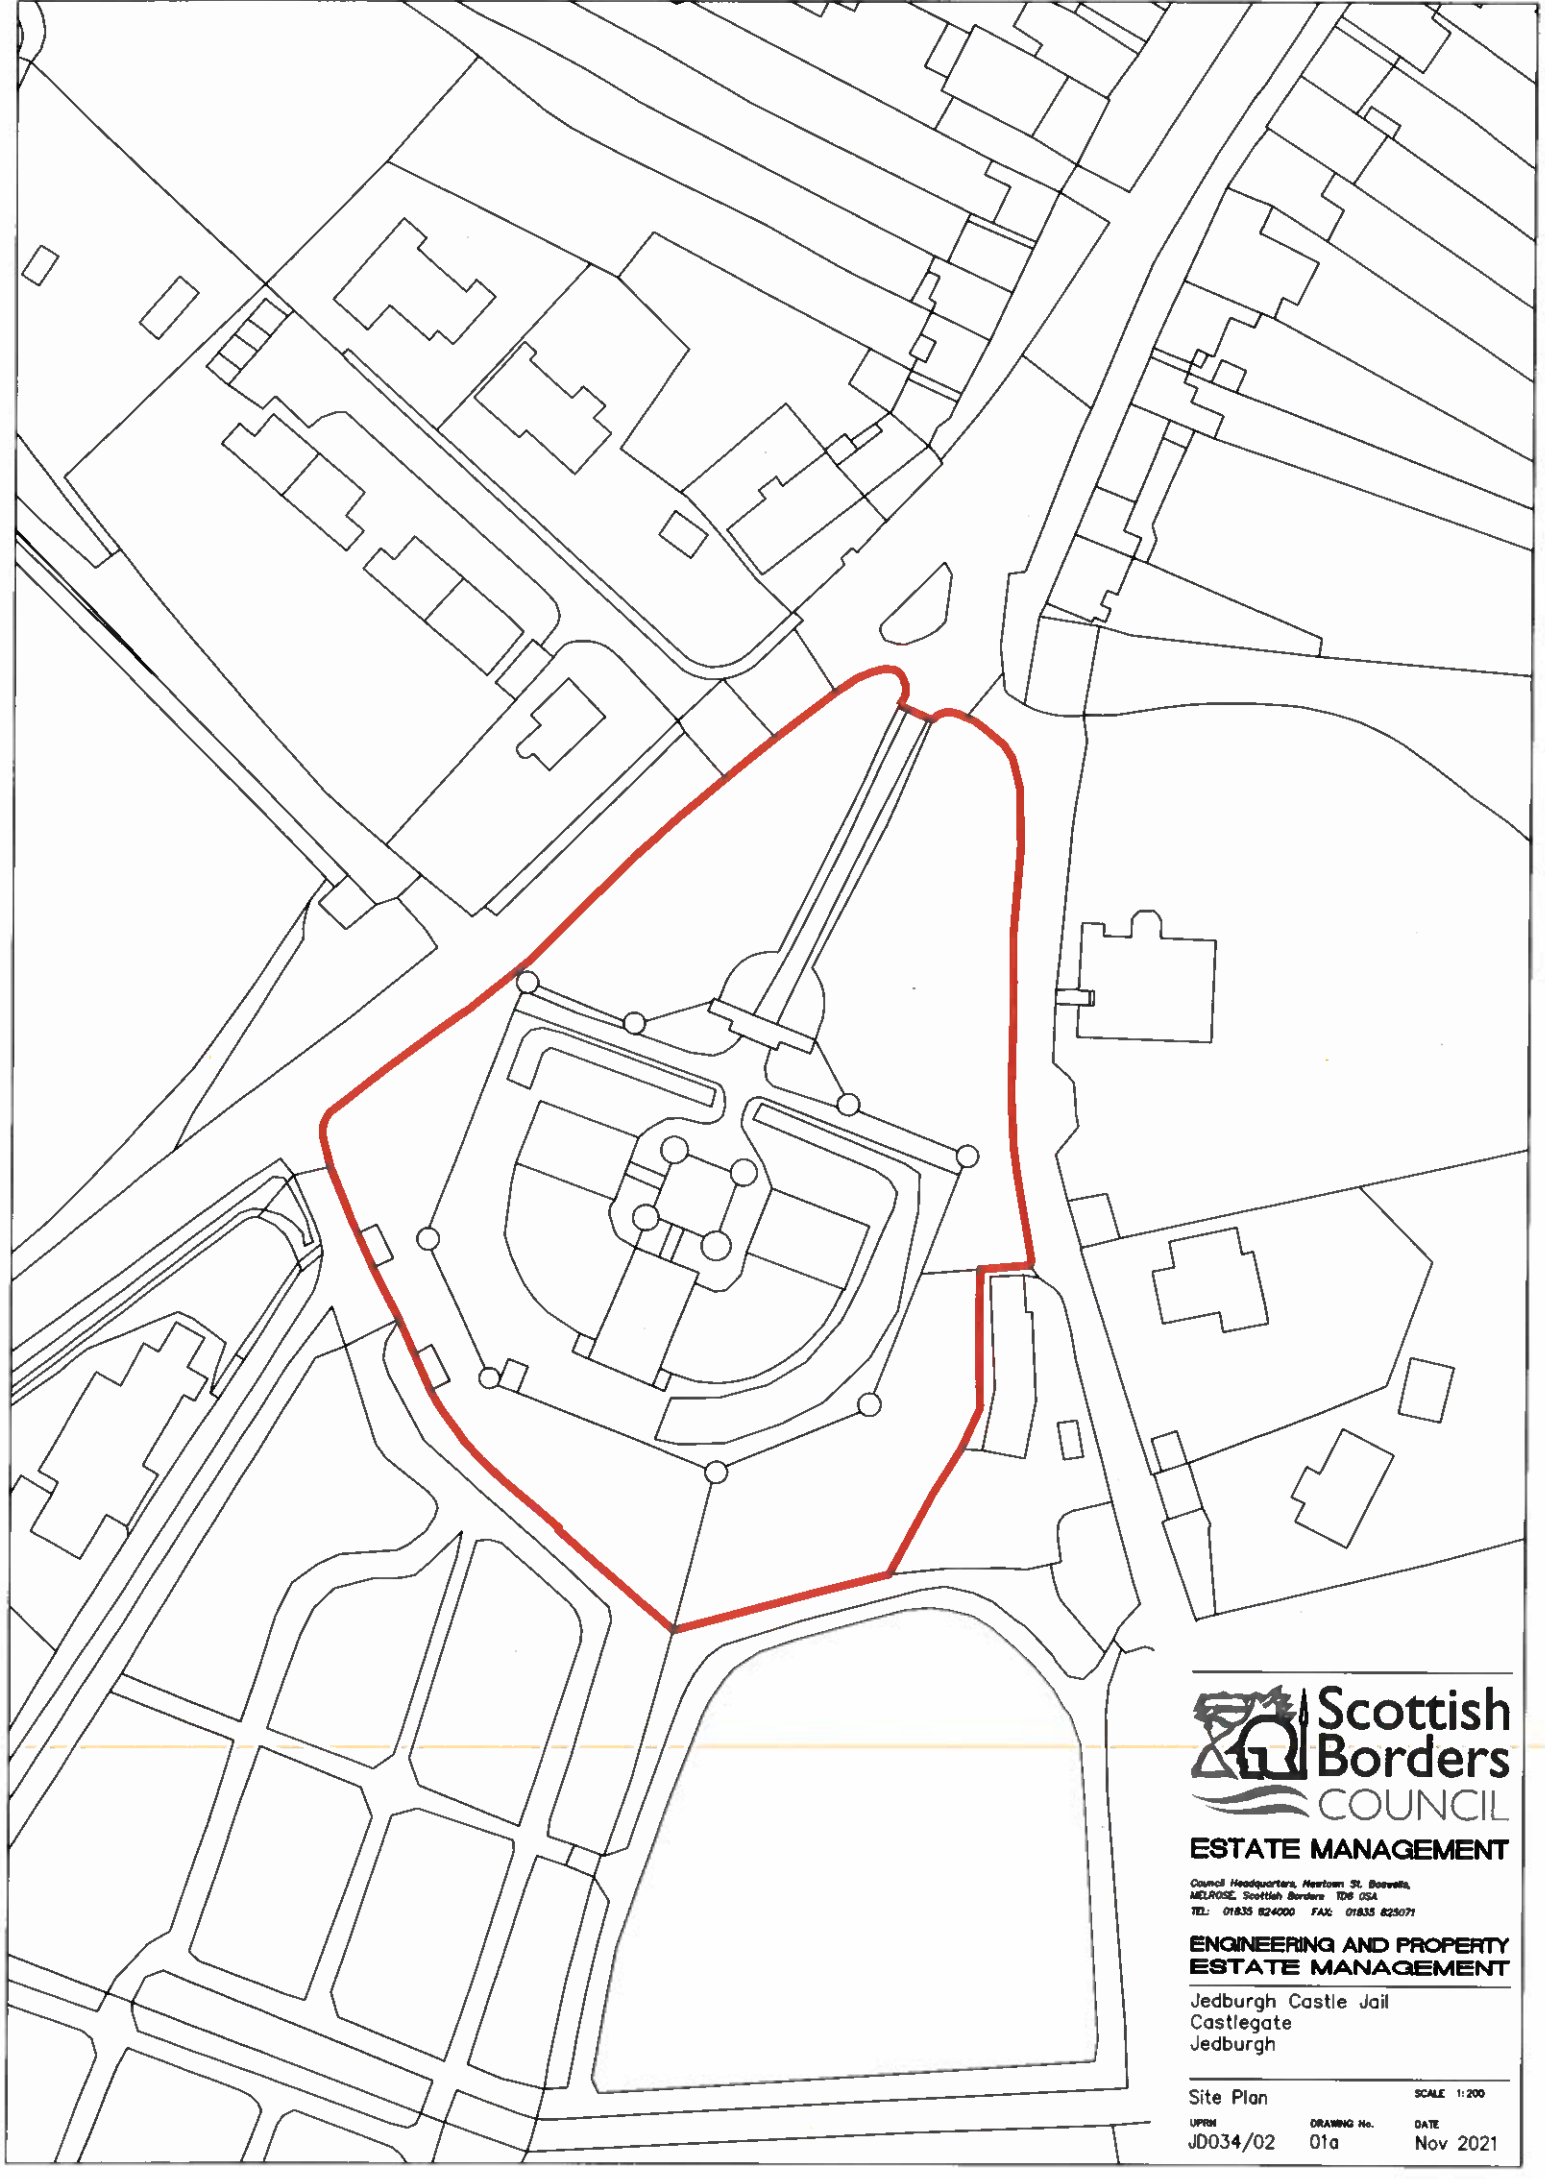 Scottish
Borders
COUNCIL
ESTATE MANAGEMENT
Council Headquarters, Newtown St. Boswells,
MELROSE, Scottish Borders TD6 0SA
TEL: 01835 824000 FAX: 01835 825071
ENGINEERING AND PROPERTY
ESTATE MANAGEMENT
Jedburgh Castle Jail
Castlegate
Jedburgh
Site Plan SCALE 1:200
UPRN DRAWING No. DATE
JD034/02 01a Nov 2021